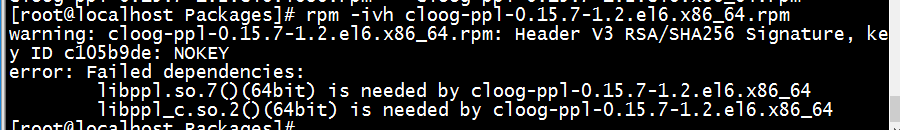 [root@localhost Packages]# rpm -ivh cloog-ppl-0.15.7-1.2.el6.x86_64.rpm
warning: cloog-ppl-0.15.7-1.2.el6.x86_64.rpm: Header V3 RSA/SHA256 Signature, ke
y ID c105b9de: NOKEY
error: Failed dependencies:
        libppl.so.7()(64bit) is needed by cloog-ppl-0.15.7-1.2.el6.x86_64
        libppl_c.so.2()(64bit) is needed by cloog-ppl-0.15.7-1.2.el6.x86_64
[root@localhost Packages]#